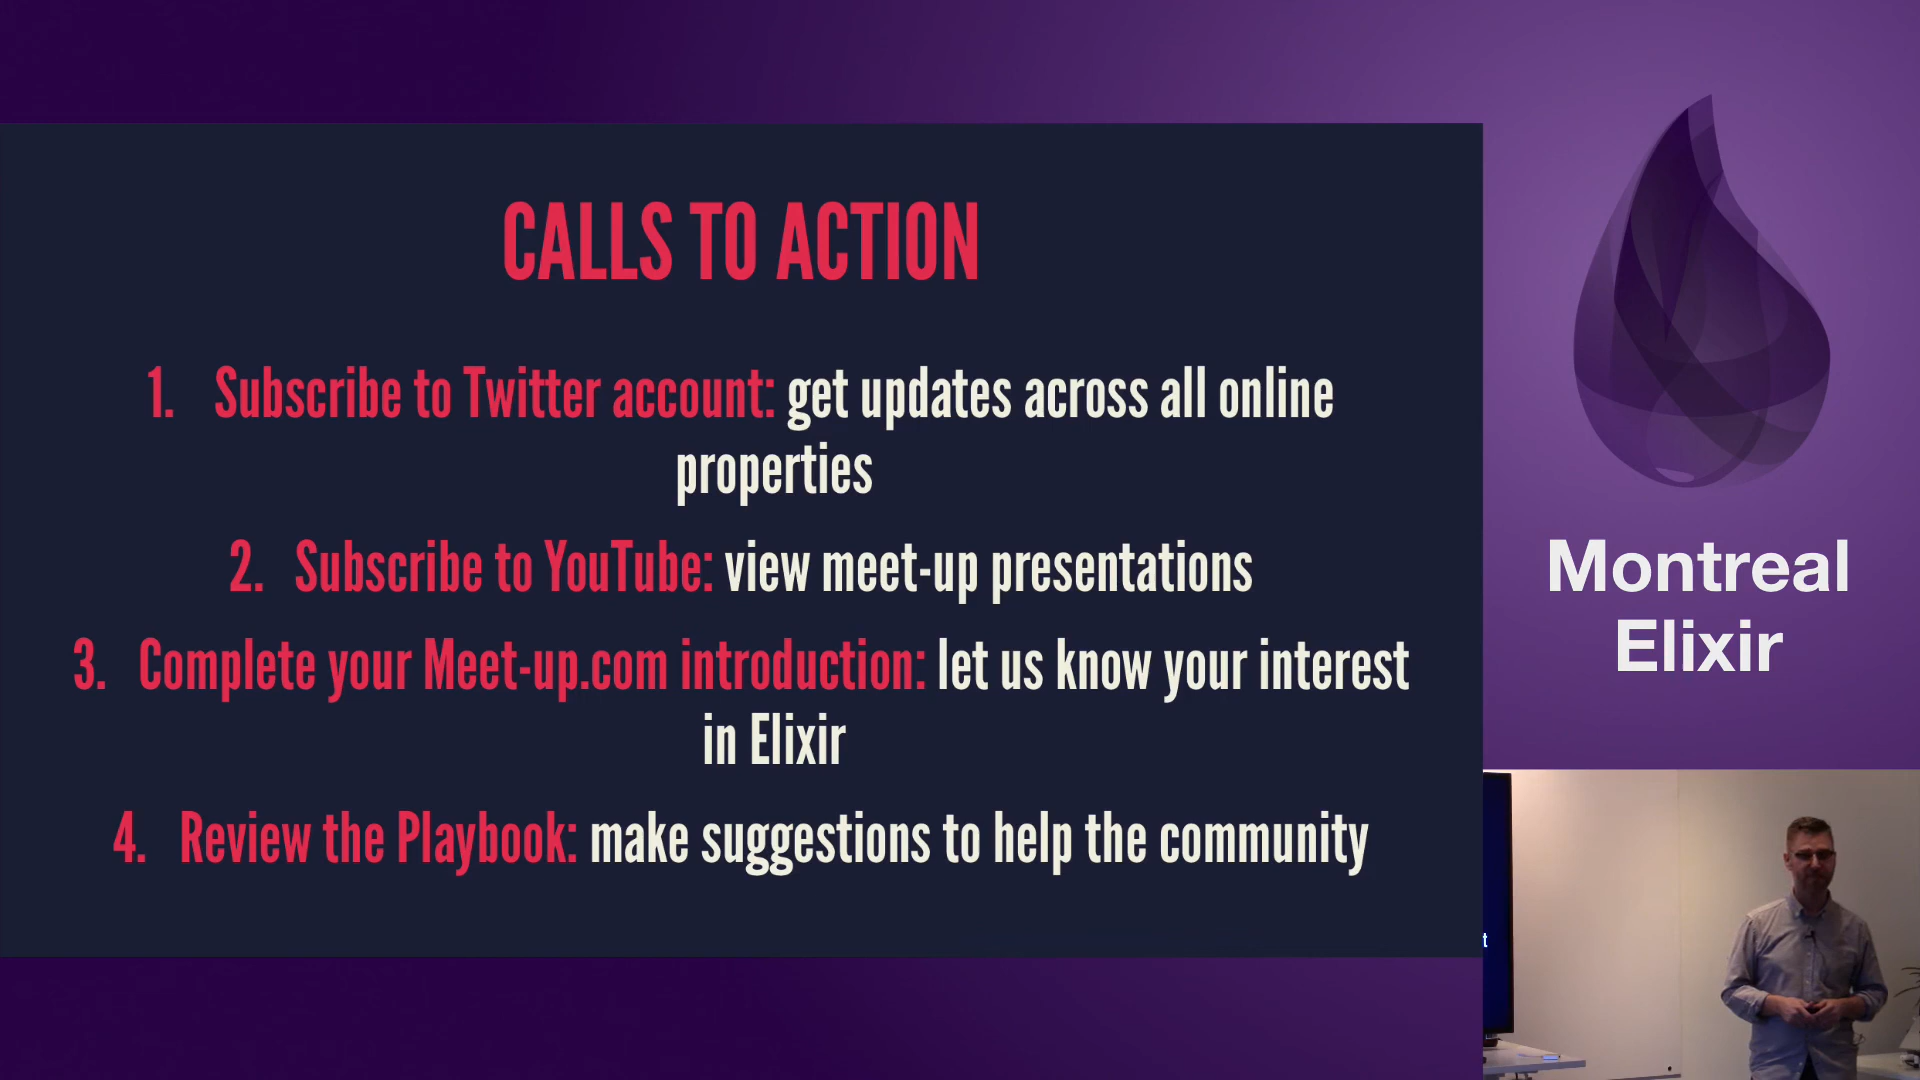 CALLS TO ACTION
1. Subscribe to Twitter account: get updates across all online
properties
2. Subscribe to YouTube: view meet-up presentations
3. Complete your Meet-up.com introduction: let us know your interest
in Elixir
4. Review the Playbook: make suggestions to help the community
Montreal
Elixir
t